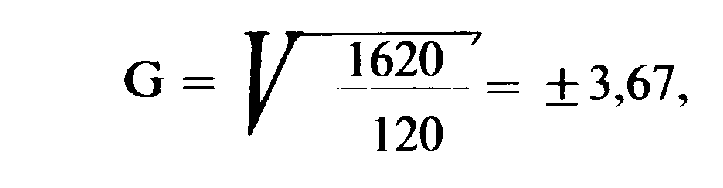 G = √1620/120 = ±3,67,